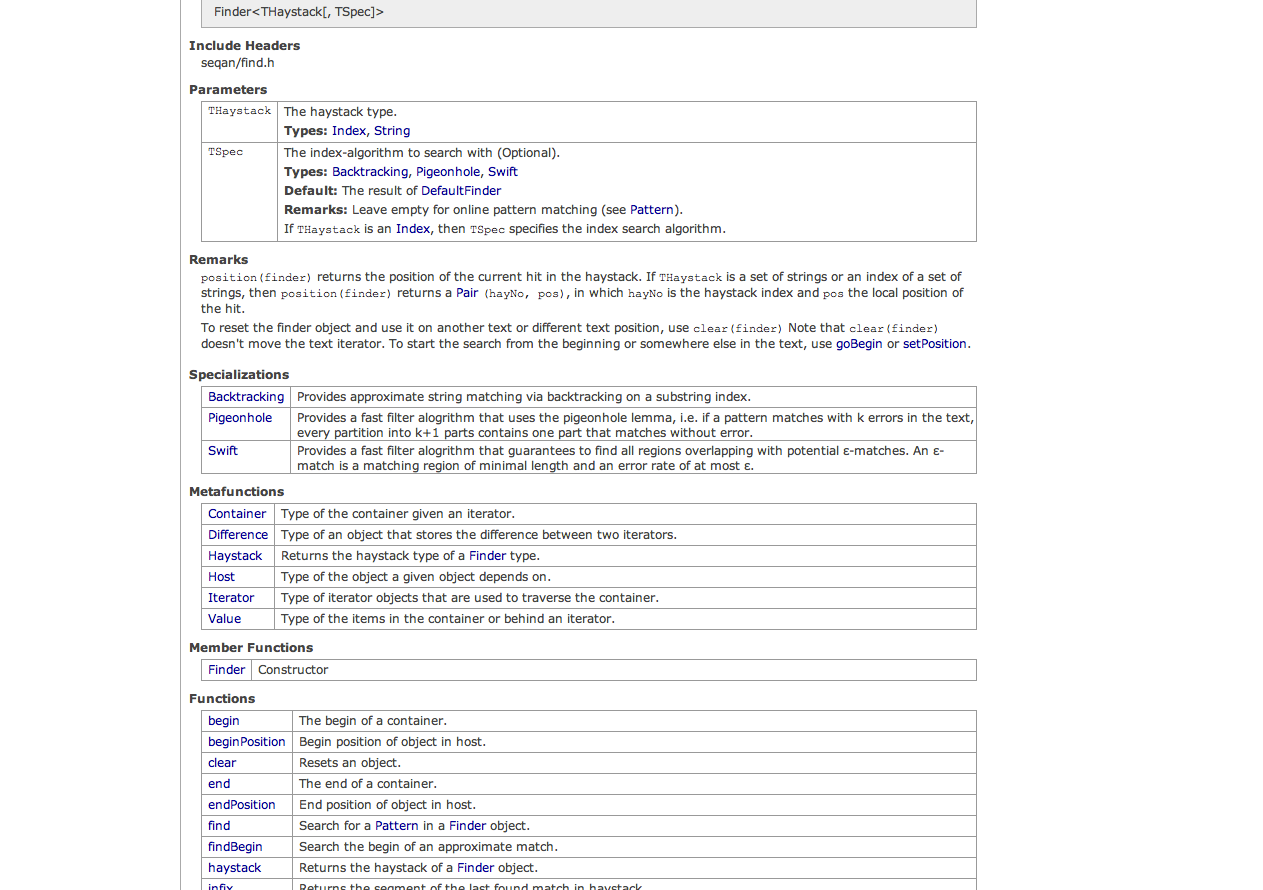 Finder<THaystack[, TSpec]>
Include Headers
seqan/find.h
Parameters
THaystack The haystack type.
Types: Index, String
TSpec The index-algorithm to search with (Optional).
Types: Backtracking, Pigeonhole, Swift
Default: The result of DefaultFinder
Remarks: Leave empty for online pattern matching (see Pattern).
If THaystack is an Index, then TSpec specifies the index search algorithm.
Remarks
position(finder) returns the position of the current hit in the haystack. If THaystack is a set of strings or an index of a set of
strings, then position(finder) returns a Pair (hayNo, pos), in which hayNo is the haystack index and pos the local position of
the hit.
To reset the finder object and use it on another text or different text position, use clear(finder) Note that clear(finder)
doesn't move the text iterator. To start the search from the beginning or somewhere else in the text, use goBegin or setPosition.
Specializations
Backtracking Provides approximate string matching via backtracking on a substring index.
Pigeonhole Provides a fast filter alogrithm that uses the pigeonhole lemma, i.e. if a pattern matches with k errors in the text,
every partition into k+1 parts contains one part that matches without error.
Swift Provides a fast filter alogrithm that guarantees to find all regions overlapping with potential ε-matches. An ε-
match is a matching region of minimal length and an error rate of at most ε.
Metafunctions
Container Type of the container given an iterator.
Difference Type of an object that stores the difference between two iterators.
Haystack Returns the haystack type of a Finder type.
Host Type of the object a given object depends on.
Iterator Type of iterator objects that are used to traverse the container.
Value Type of the items in the container or behind an iterator.
Member Functions
Finder Constructor
Functions
begin The begin of a container.
beginPosition Begin position of object in host.
clear Resets an object.
end The end of a container.
endPosition End position of object in host.
find Search for a Pattern in a Finder object.
findBegin Search the begin of an approximate match.
haystack Returns the haystack of a Finder object.
infix Returns the segment of the last found match in haystack.